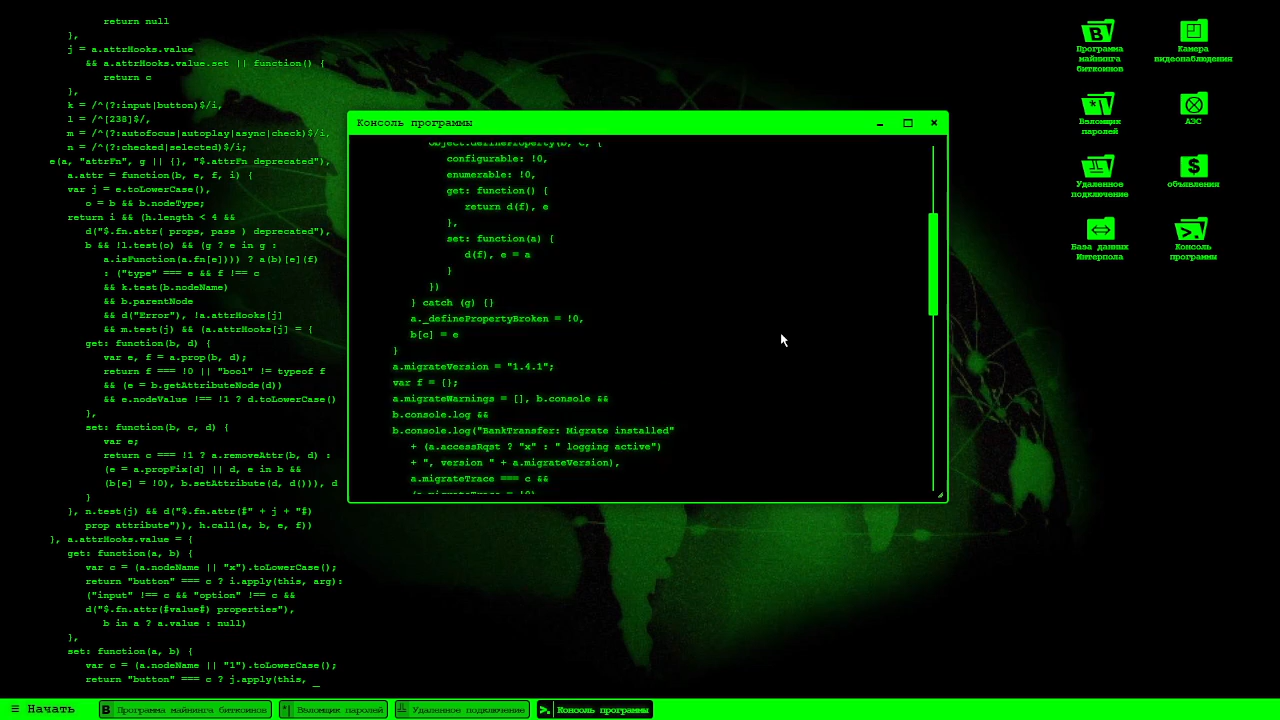 return null
},
j = a.attrHooks.value
&& a.attrHooks.value.set || function() {
return c
},
k = /^(?:input|button)$/i,
l = /^[238]$/,
m = /^(?:autofocus|autoplay|async|check)$/i,
n = /^(?:checked|selected)$/i;
e(a, "attrFn", g || {}, "$.attrFn deprecated"),
a.attr = function(b, e, f, i) {
var j = e.toLowerCase(),
o = b && b.nodeType;
return i && (h.length < 4 &&
d("$.fn.attr( props, pass ) deprecated"),
b && !l.test(o) && (g ? e in g :
a.isFunction(a.fn[e]))) ? a(b)[e](f)
: ("type" === e && f !== c
&& k.test(b.nodeName)
&& b.parentNode
&& d("Error"), !a.attrHooks[j]
&& m.test(j) && (a.attrHooks[j] = {
get: function(b, d) {
var e, f = a.prop(b, d);
return f === !0 || "bool" != typeof f
&& (e = b.getAttributeNode(d))
&& e.nodeValue !== !1 ? d.toLowerCase()
},
set: function(b, c, d) {
var e;
return c === !1 ? a.removeAttr(b, d) :
(e = a.propFix[d] || d, e in b &&
(b[e] = !0), b.setAttribute(d, d())), d
}
}, n.test(j) && d("$.fn.attr(#" + j + "#)
prop attribute")), h.call(a, b, e, f))
}, a.attrHooks.value = {
get: function(a, b) {
var c = (a.nodeName || "x").toLowerCase();
return "button" === c ? i.apply(this, arg):
("input" !== c && "option" !== c &&
d("$.fn.attr(#value#) properties"),
b in a ? a.value : null)
},
set: function(a, b) {
var c = (a.nodeName || "1").toLowerCase();
return "button" === c ? j.apply(this, _
Консоль программы
Object.defineProperty(b, c, {
configurable: !0,
enumerable: !0,
get: function() {
return d(f), e
},
set: function(a) {
d(f), e = a
}
})
} catch (g) {}
a._definePropertyBroken = !0,
b[c] = e
}
a.migrateVersion = "1.4.1";
var f = {};
a.migrateWarnings = [], b.console &&
b.console.log &&
b.console.log("BankTransfer: Migrate installed"
+ (a.accessRqst ? "x" : " logging active")
+ ", version " + a.migrateVersion),
a.migrateTrace === c &&
(a.migrateTrace = !0)
Программа
майнинга
биткоинов
Камера
видеонаблюдения
Взломщик
паролей
АЭС
Удаленное
подключение
объявления
База данных
Интерпола
Консоль
программы
Начать
Программа майнинга биткоинов
Взломщик паролей
Удаленное подключение
Консоль программы